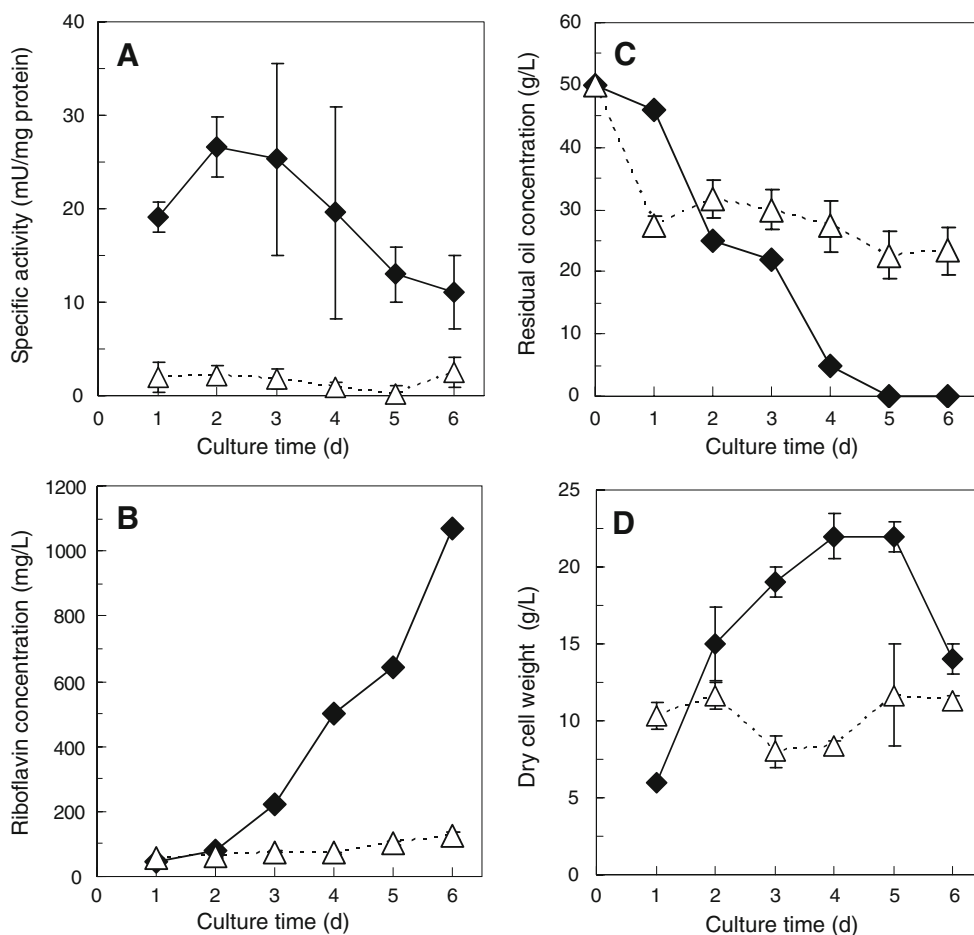 A
Specific activity (mU/mg protein)
40
30
20
10
0
0 1 2 3 4 5 6
Culture time (d)
C
Residual oil concentration (g/L)
60
50
40
30
20
10
0
0 1 2 3 4 5 6
Culture time (d)
B
Riboflavin concentration (mg/L)
1200
1000
800
600
400
200
0
0 1 2 3 4 5 6
Culture time (d)
D
Dry cell weight (g/L)
25
20
15
10
5
0
0 1 2 3 4 5 6
Culture time (d)